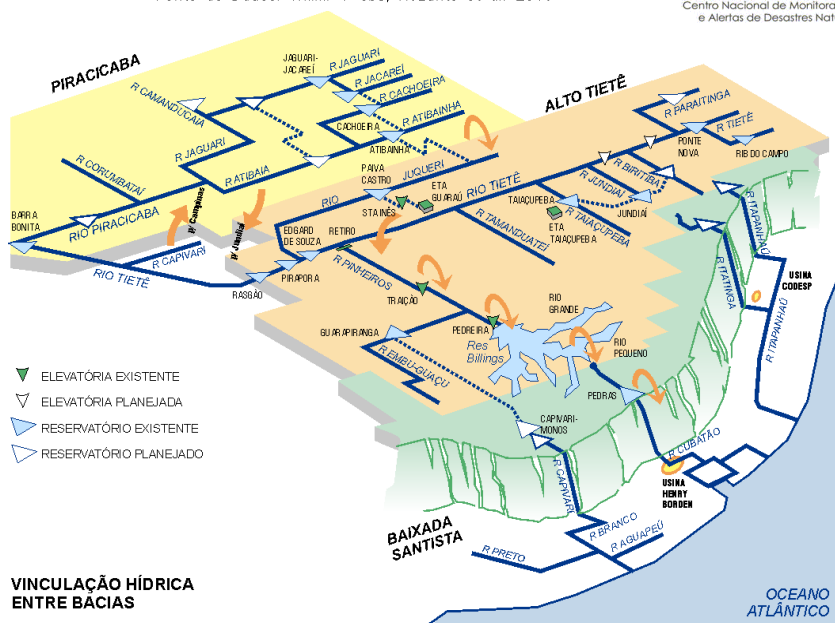 Centro Nacional de Monitora
e Alertas de Desastres Nat
PIRACICABA
ALTO TIETÊ
JAGUARI-
JACAREÍ
R JAGUARI
R JACAREÍ
R CACHOEIRA
R CAMANDUCAIA
CACHOEIRA
R ATIBAINHA
ATIBAINHA
R PARAITINGA
R TIETÊ
PONTE
NOVA
RIB DO CAMPO
R JAGUARI
R CORUMBATAÍ
R ATIBAIA
PAIVA
CASTRO
JUQUERI
RIO
STA INÊS
ETA
GUARAÚ
RIO TIETÊ
R BIRITIBA
R JUNDIAÍ
JUNDIAÍ
TAIAÇUPEBA
R TAIAÇUPEBA
ETA
TAIAÇUPEBA
R TAMANDUATEÍ
BARRA
BONITA
RIO PIRACICABA
P/ Campinas
P/ Jundiaí
EDGARD
DE SOUZA
RETIRO
R CAPIVARI
RIO TIETÊ
RASGÃO
PIRAPORA
R PINHEIROS
TRAIÇÃO
GUARAPIRANGA
PEDREIRA
Res
Billings
RIO
GRANDE
RIO
PEQUENO
R EMBU-GUAÇU
PEDRAS
R ITAPANHAÚ
R ITATINGA
USINA
CODESP
R ITAPANHAÚ
ELEVATÓRIA EXISTENTE
ELEVATÓRIA PLANEJADA
RESERVATÓRIO EXISTENTE
RESERVATÓRIO PLANEJADO
CAPIVARI-
MONOS
R CAPIVARI
R CUBATÃO
USINA
HENRY
BORDEN
BAIXADA
SANTISTA
R BRANCO
R AGUAPEÚ
R PRETO
VINCULAÇÃO HÍDRICA
ENTRE BACIAS
OCEANO
ATLÂNTICO